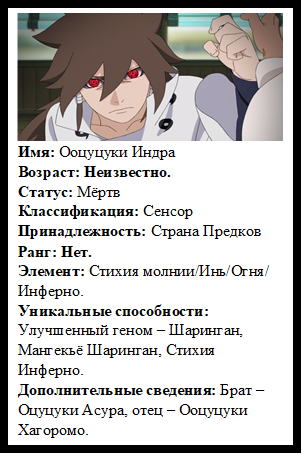 Имя: Ооцуцуки Индра
Возраст: Неизвестно.
Статус: Мёртв
Классификация: Сенсор
Принадлежность: Страна Предков
Ранг: Нет.
Элемент: Стихия молнии/Инь/Огня/
Инферно.
Уникальные способности:
Улучшенный геном – Шаринган,
Мангекьё Шаринган, Стихия
Инферно.
Дополнительные сведения: Брат –
Оцуцуки Асура, отец – Ооцуцуки
Хагоромо.